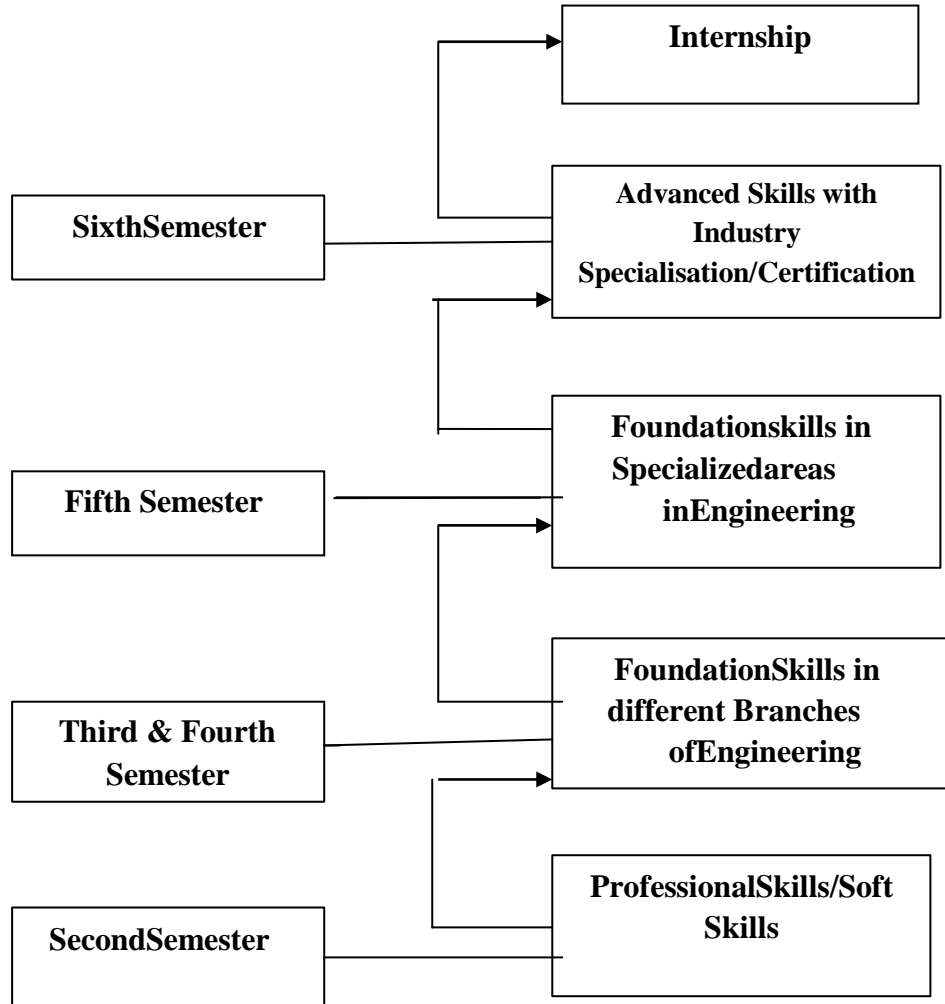 Internship
SixthSemester
Advanced Skills with
Industry
Specialisation/Certification
Fifth Semester
Foundationskills in
Specializedareas
inEngineering
Third & Fourth
Semester
FoundationSkills in
different Branches
ofEngineering
SecondSemester
ProfessionalSkills/Soft
Skills